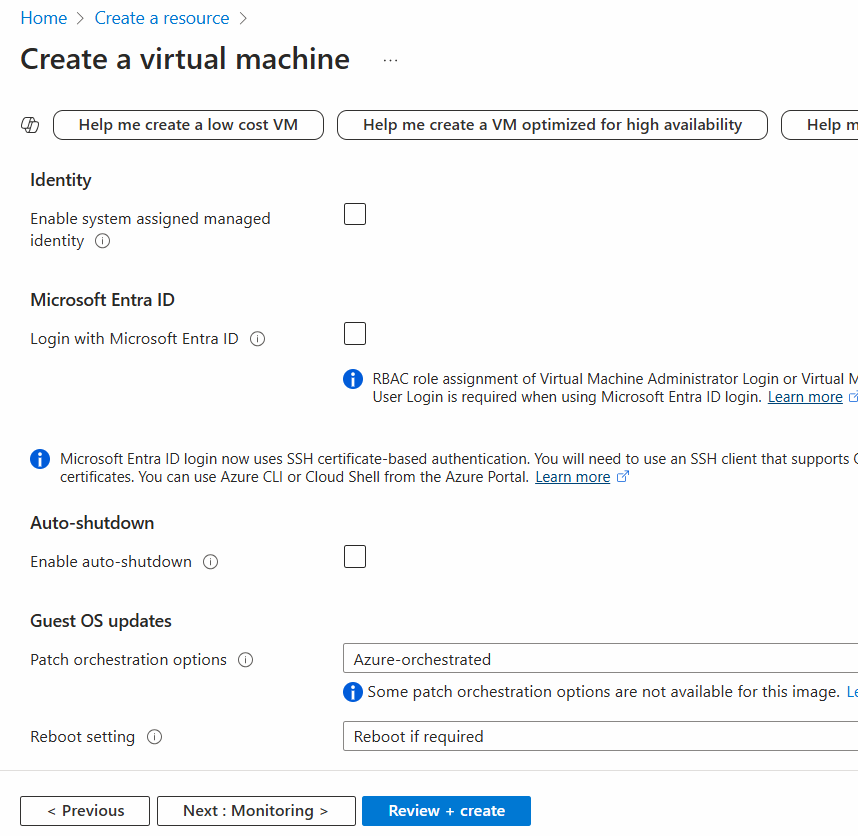 Home > Create a resource >
Create a virtual machine ...
Help me create a low cost VM Help me create a VM optimized for high availability Help m
Identity
Enable system assigned managed
identity
Microsoft Entra ID
Login with Microsoft Entra ID
RBAC role assignment of Virtual Machine Administrator Login or Virtual M
User Login is required when using Microsoft Entra ID login. Learn more
Microsoft Entra ID login now uses SSH certificate-based authentication. You will need to use an SSH client that supports O
certificates. You can use Azure CLI or Cloud Shell from the Azure Portal. Learn more
Auto-shutdown
Enable auto-shutdown
Guest OS updates
Patch orchestration options Azure-orchestrated
Some patch orchestration options are not available for this image. Le
Reboot setting Reboot if required
< Previous Next : Monitoring > Review + create